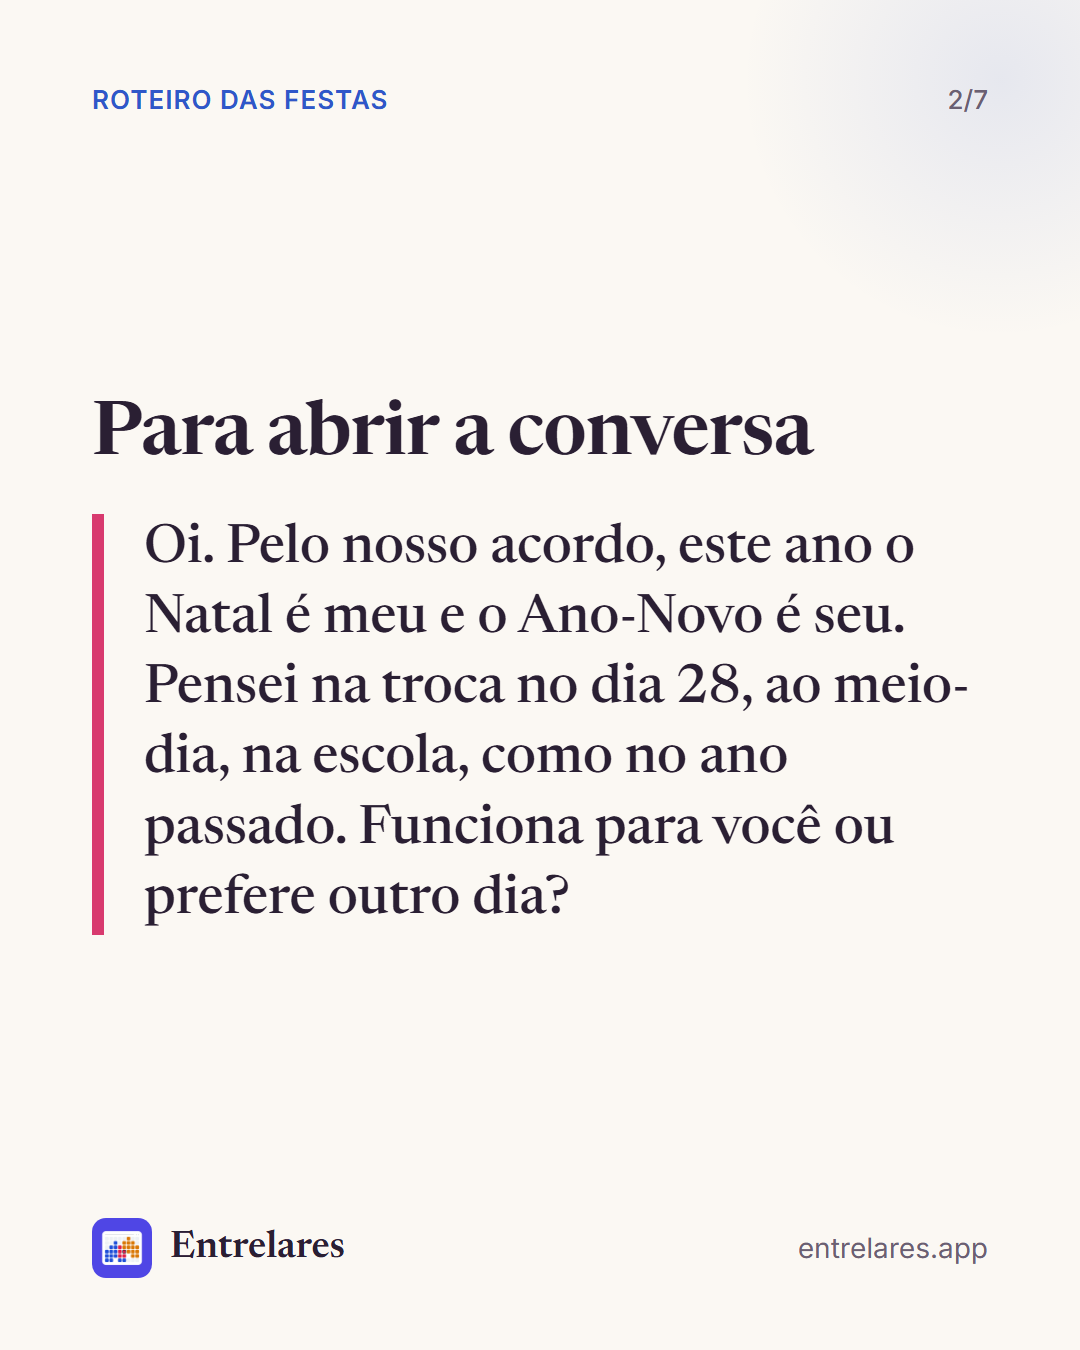 ROTEIRO DAS FESTAS
2/7
Para abrir a conversa
Oi. Pelo nosso acordo, este ano o
Natal é meu e o Ano-Novo é seu.
Pensei na troca no dia 28, ao meio-
dia, na escola, como no ano
passado. Funciona para você ou
prefere outro dia?
Entrelares
entrelares.app